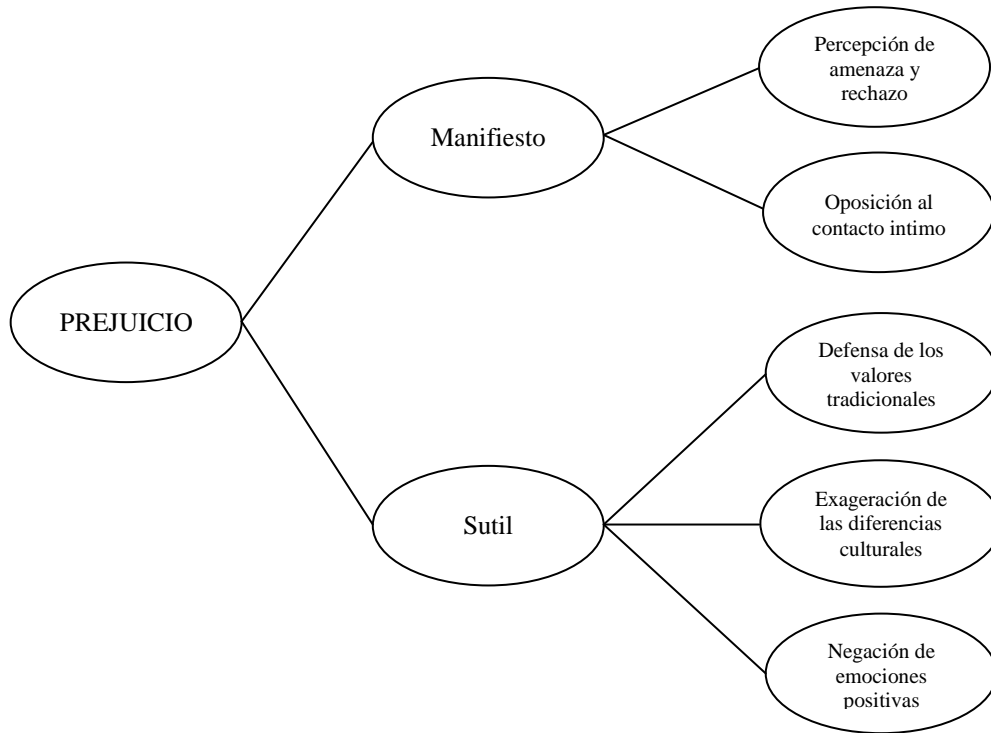 Percepción de
amenaza y
rechazo
Manifiesto
Oposición al
contacto intimo
PREJUICIO
Defensa de los
valores
tradicionales
Sutil
Exageración de
las diferencias
culturales
Negación de
emociones
positivas